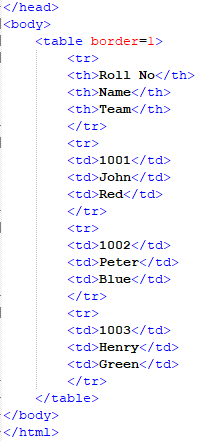 </head>
<body>
<table border=1>
<tr>
<th>Roll No</th>
<th>Name</th>
<th>Team</th>
</tr>
<tr>
<td>1001</td>
<td>John</td>
<td>Red</td>
</tr>
<tr>
<td>1002</td>
<td>Peter</td>
<td>Blue</td>
</tr>
<tr>
<td>1003</td>
<td>Henry</td>
<td>Green</td>
</tr>
</table>
</body>
</html>